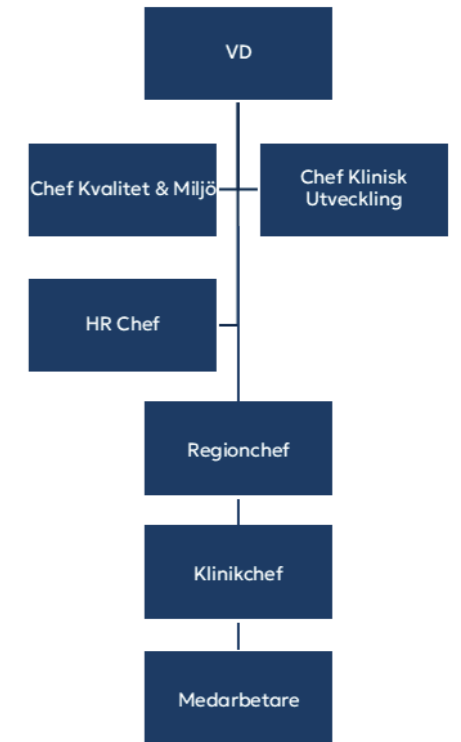 VD
Chef Kvalitet & Miljö
Chef Klinisk
Utveckling
HR Chef
Regionchef
Klinikchef
Medarbetare